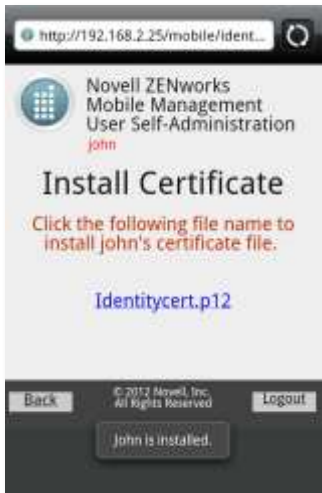 http://192.168.2.25/mobile/ident...
Novell ZENworks
Mobile Management
User Self-Administration
john
Install Certificate
Click the following file name to
install john's certificate file.
Identitycert.p12
Back
© 2012 Novell, Inc.
All Rights Reserved
Logout
John is installed.